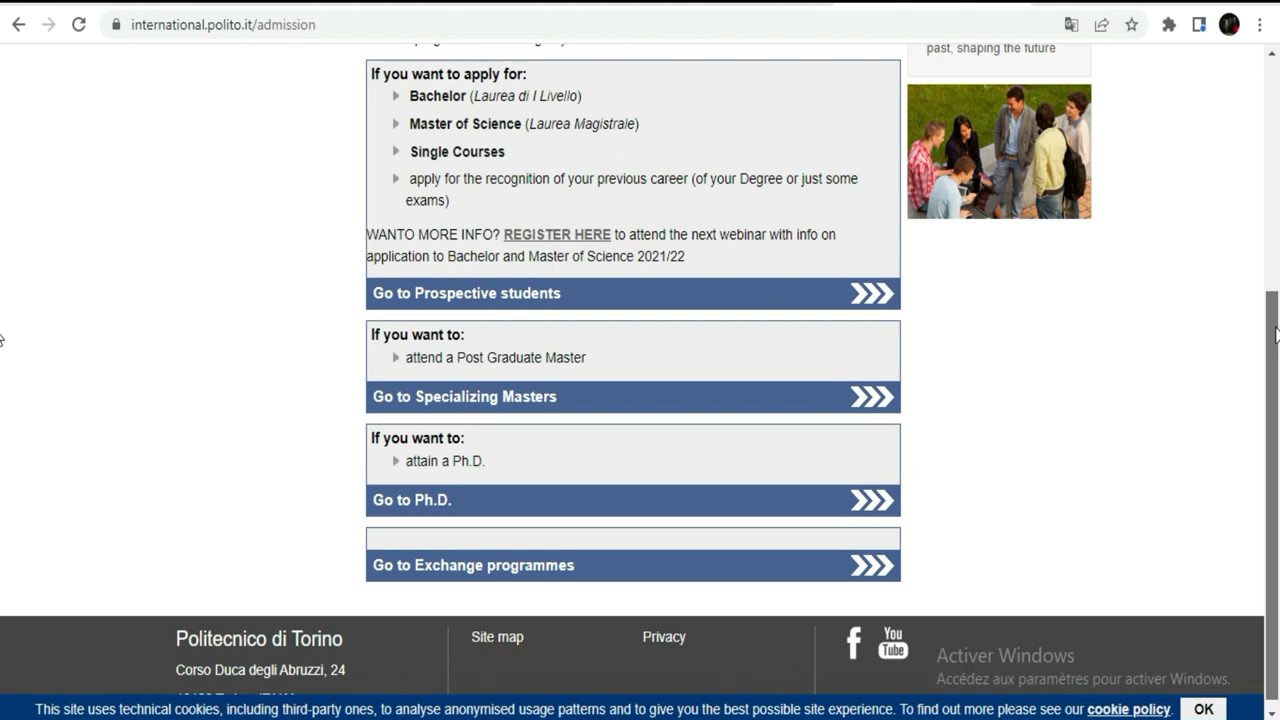 international.polito.it/admission
past, shaping the future
If you want to apply for:
Bachelor (Laurea di I Livello)
Master of Science (Laurea Magistrale)
Single Courses
apply for the recognition of your previous career (of your Degree or just some
exams)
WANTO MORE INFO? REGISTER HERE to attend the next webinar with info on
application to Bachelor and Master of Science 2021/22
Go to Prospective students
If you want to:
attend a Post Graduate Master
Go to Specializing Masters
If you want to:
attain a Ph.D.
Go to Ph.D.
Go to Exchange programmes
Politecnico di Torino
Corso Duca degli Abruzzi, 24
Site map
Privacy
You
Tube
Activer Windows
Accédez aux paramètres pour activer Windows.
This site uses technical cookies, including third-party ones, to analyse anonymised usage patterns and to give you the best possible site experience. To find out more please see our cookie policy.
OK